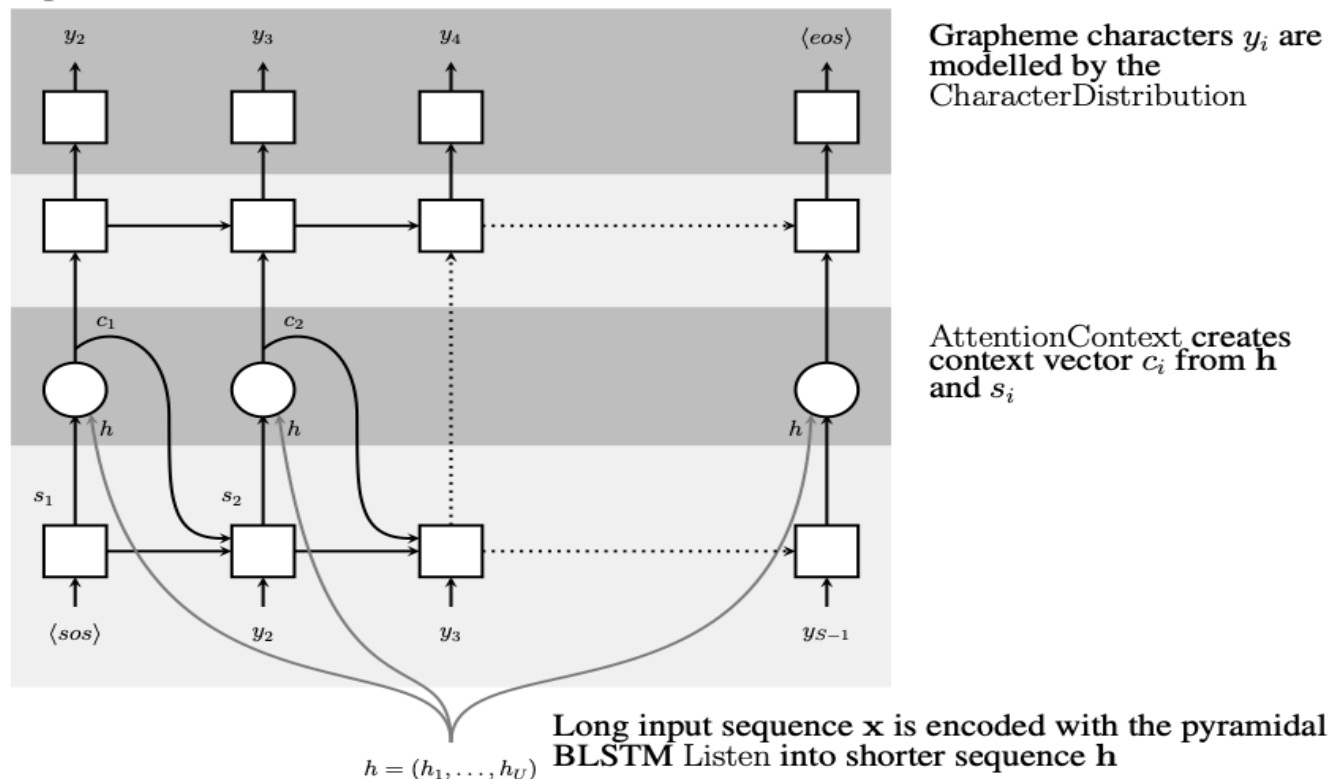 y₂ y₃ y₄ ⟨eos⟩
Grapheme characters yᵢ are
modelled by the
CharacterDistribution
c₁ c₂
AttentionContext creates
context vector cᵢ from h
and sᵢ
h h h
s₁ s₂
⟨sos⟩ y₂ y₃ y_{S−1}
Long input sequence x is encoded with the pyramidal
BLSTM Listen into shorter sequence h
h = (h₁, . . . , h_U)